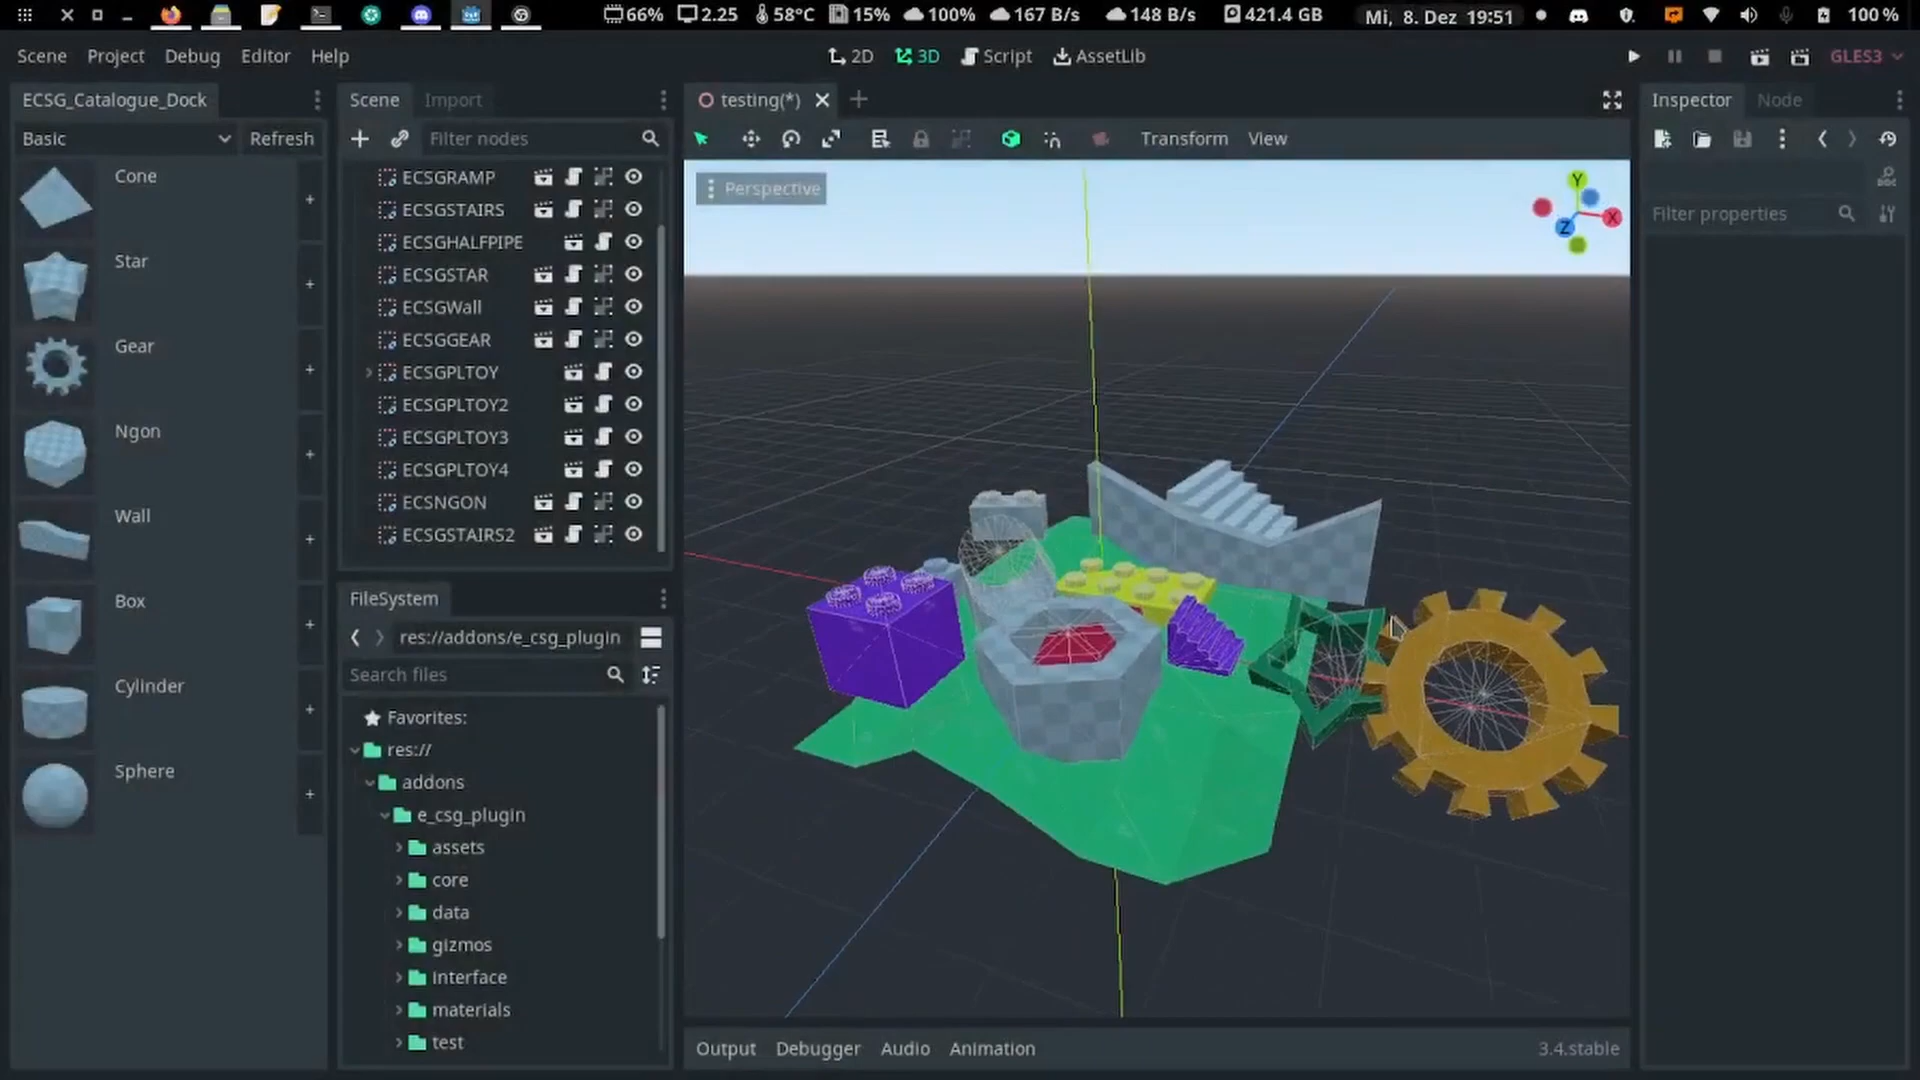 66% 2.25 58°C 15% 100% 167 B/s 148 B/s 421.4 GB Mi, 8. Dez 19:51 100 %
Scene Project Debug Editor Help 2D 3D Script AssetLib GLES3
ECSG_Catalogue_Dock
Basic Refresh
Cone
+
Star
+
Gear
+
Ngon
+
Wall
+
Box
+
Cylinder
+
Sphere
+
Scene Import
Filter nodes
ECSGRAMP
ECSGSTAIRS
ECSGHALFPIPE
ECSGSTAR
ECSGWall
ECSGGEAR
ECSGPLTOY
ECSGPLTOY2
ECSGPLTOY3
ECSGPLTOY4
ECSNGON
ECSGSTAIRS2
FileSystem
res://addons/e_csg_plugin
Search files
Favorites:
res://
addons
e_csg_plugin
assets
core
data
gizmos
interface
materials
test
testing(*)
Transform View
Perspective
Y
X
Z
Output Debugger Audio Animation 3.4.stable
Inspector Node
Filter properties